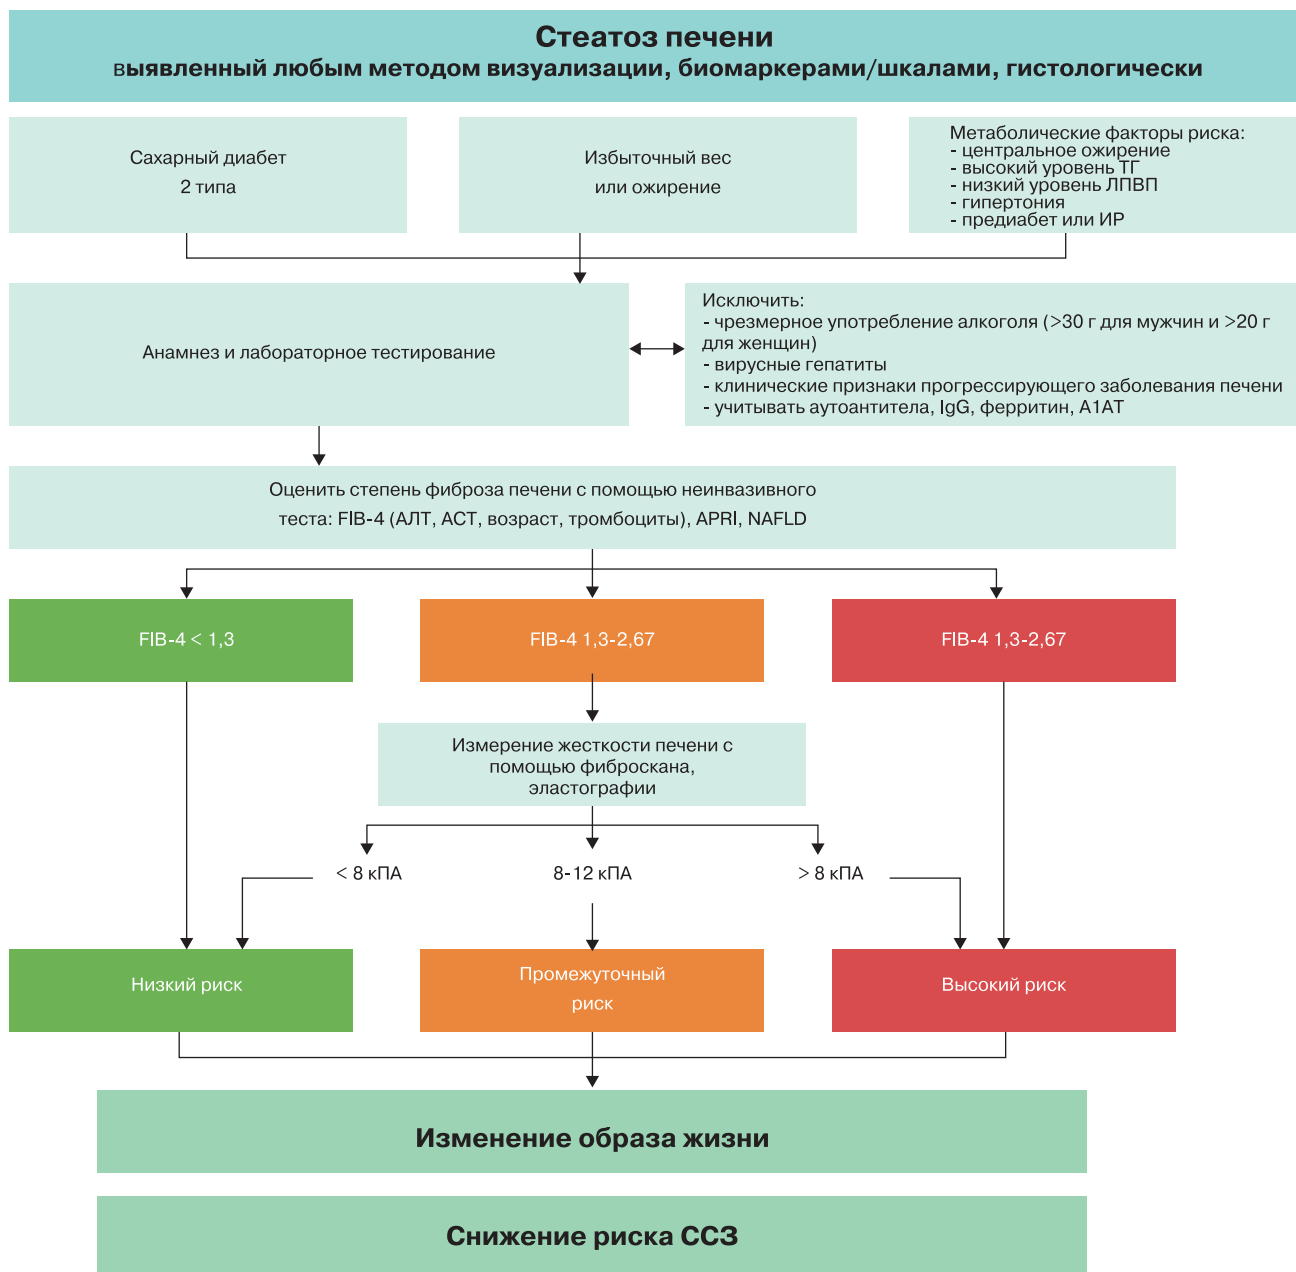 Стеатоз печени
выявленный любым методом визуализации, биомаркерами/шкалами, гистологически
Сахарный диабет
2 типа
Избыточный вес
или ожирение
Метаболические факторы риска:
- центральное ожирение
- высокий уровень ТГ
- низкий уровень ЛПВП
- гипертония
- предиабет или ИР
Анамнез и лабораторное тестирование
Исключить:
- чрезмерное употребление алкоголя (>30 г для мужчин и >20 г
для женщин)
- вирусные гепатиты
- клинические признаки прогрессирующего заболевания печени
- учитывать аутоантитела, IgG, ферритин, А1АТ
Оценить степень фиброза печени с помощью неинвазивного
теста: FIB-4 (АЛТ, АСТ, возраст, тромбоциты), APRI, NAFLD
FIB-4 < 1,3
FIB-4 1,3-2,67
FIB-4 1,3-2,67
Измерение жесткости печени с
помощью фиброскана,
эластографии
< 8 кПА
8-12 кПА
> 8 кПА
Низкий риск
Промежуточный
риск
Высокий риск
Изменение образа жизни
Снижение риска ССЗ